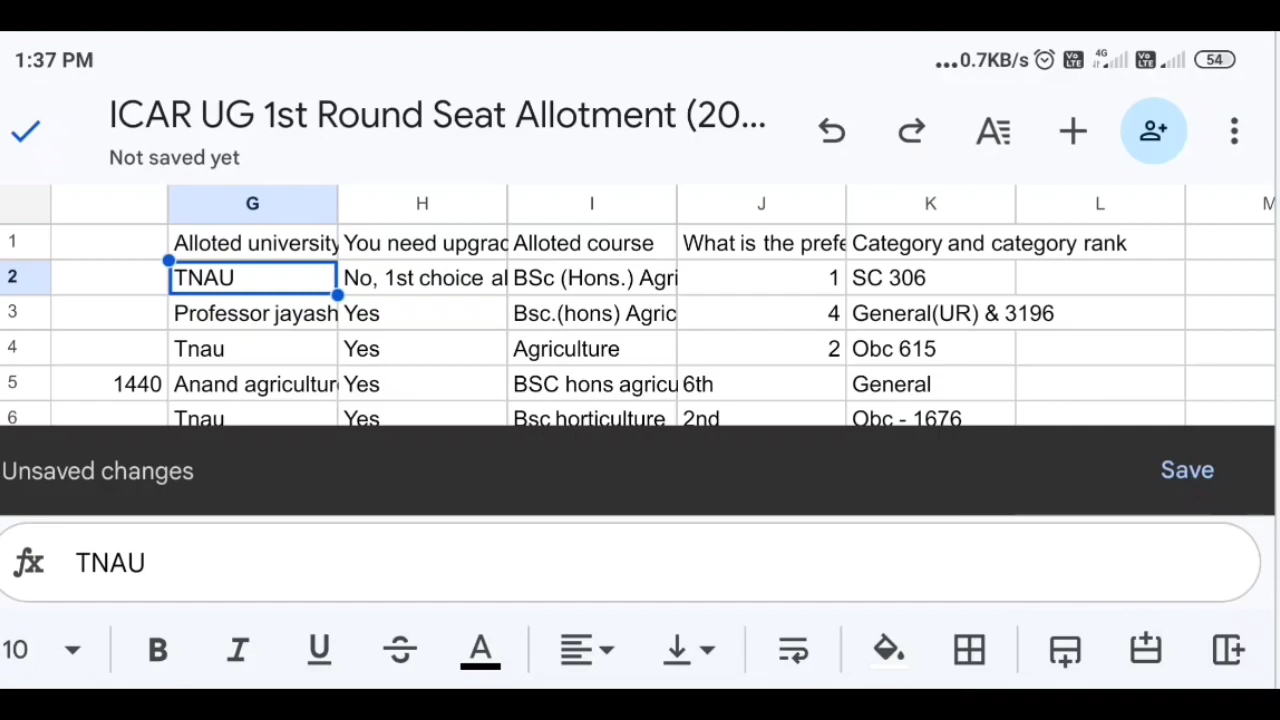 1:37 PM ...0.7KB/s 4G 54
ICAR UG 1st Round Seat Allotment (20...
Not saved yet
G H I J K L M
1 Alloted university You need upgrac Alloted course What is the prefe Category and category rank
2 TNAU No, 1st choice al BSc (Hons.) Agri 1 SC 306
3 Professor jayash Yes Bsc.(hons) Agric 4 General(UR) & 3196
4 Tnau Yes Agriculture 2 Obc 615
5 1440 Anand agricultur Yes BSC hons agricu 6th General
6 Tnau Yes Bsc horticulture 2nd Obc - 1676
Unsaved changes Save
fx TNAU
10 B I U S A